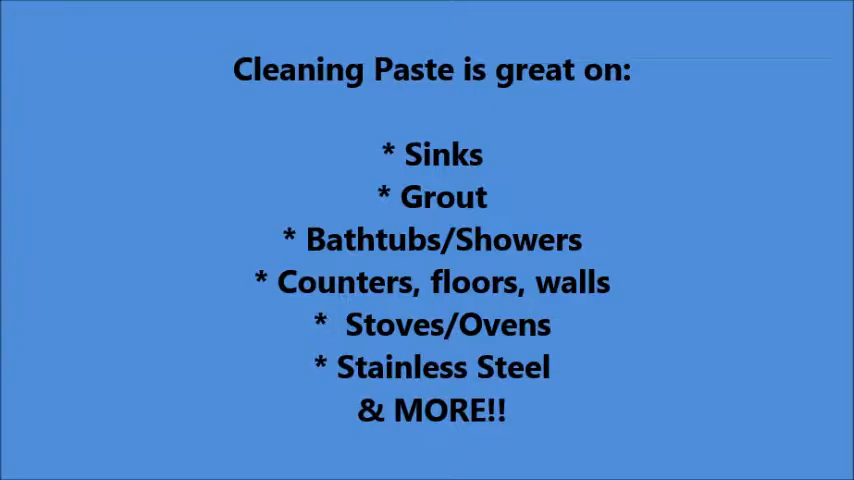 Cleaning Paste is great on:
* Sinks
* Grout
* Bathtubs/Showers
* Counters, floors, walls
* Stoves/Ovens
* Stainless Steel
& MORE!!